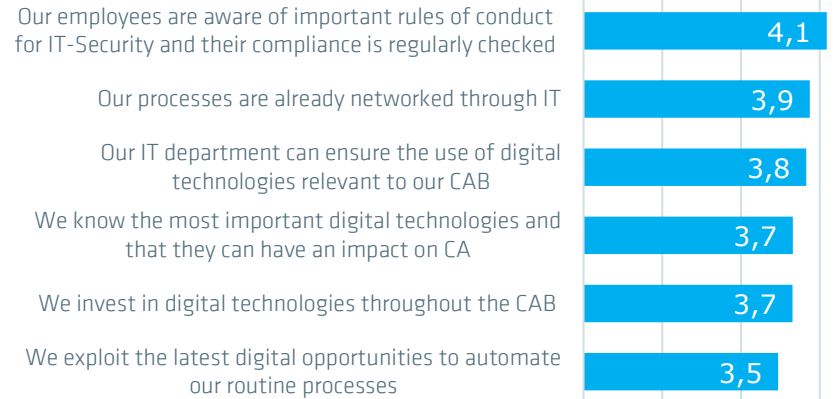 Our employees are aware of important rules of conduct
for IT-Security and their compliance is regularly checked
4,1
Our processes are already networked through IT
3,9
Our IT department can ensure the use of digital
technologies relevant to our CAB
3,8
We know the most important digital technologies and
that they can have an impact on CA
3,7
We invest in digital technologies throughout the CAB
3,7
We exploit the latest digital opportunities to automate
our routine processes
3,5